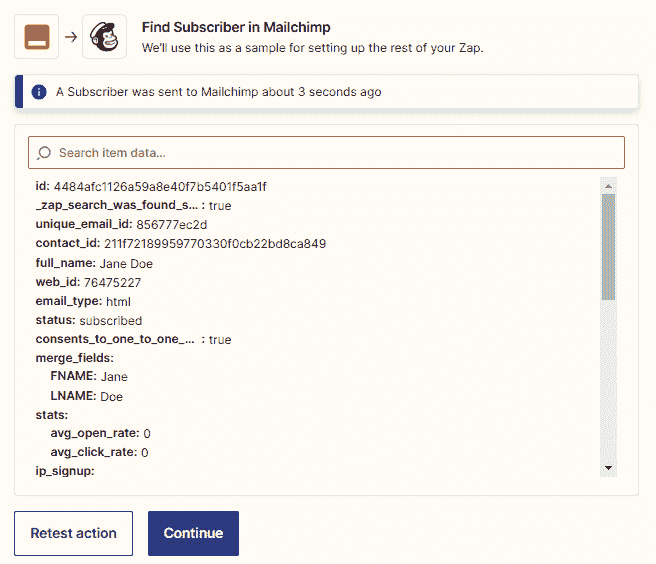 Find Subscriber in Mailchimp
We'll use this as a sample for setting up the rest of your Zap.
A Subscriber was sent to Mailchimp about 3 seconds ago
Search item data...
id: 4484afc1126a59a8e40f7b5401f5aa1f
_zap_search_was_found_s... : true
unique_email_id: 856777ec2d
contact_id: 211f72189959770330f0cb22bd8ca849
full_name: Jane Doe
web_id: 76475227
email_type: html
status: subscribed
consents_to_one_to_one_... : true
merge_fields:
FNAME: Jane
LNAME: Doe
stats:
avg_open_rate: 0
avg_click_rate: 0
ip_signup:
Retest action
Continue